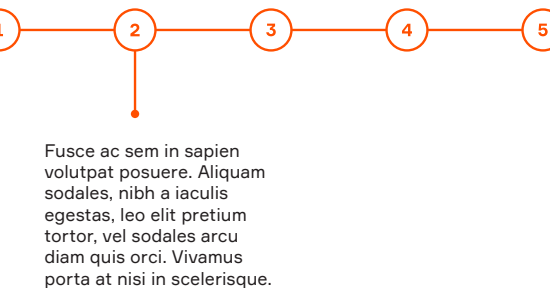 1 2 3 4 5
Fusce ac sem in sapien
volutpat posuere. Aliquam
sodales, nibh a iaculis
egestas, leo elit pretium
tortor, vel sodales arcu
diam quis orci. Vivamus
porta at nisi in scelerisque.